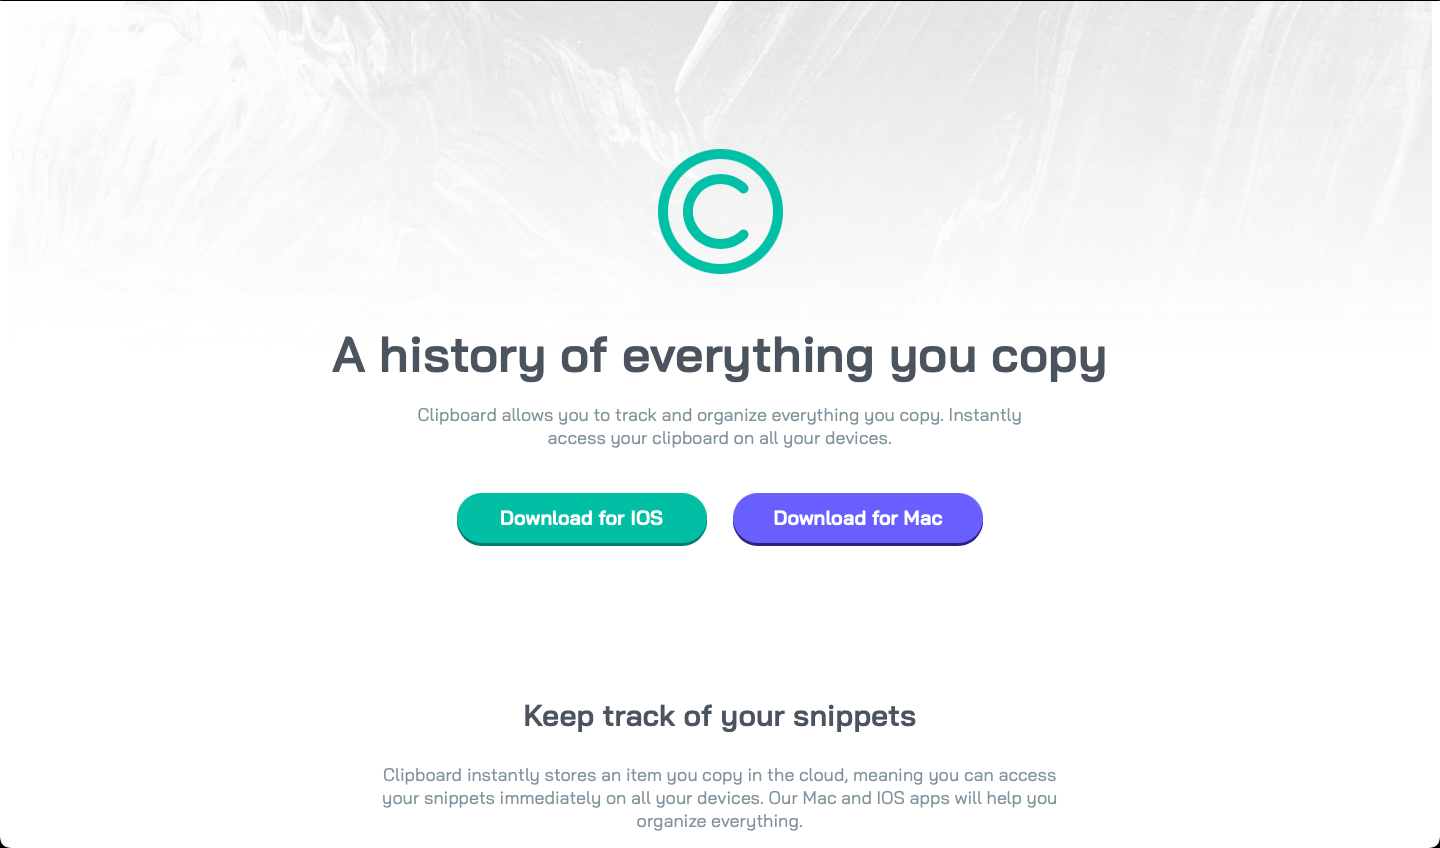 C
A history of everything you copy
Clipboard allows you to track and organize everything you copy. Instantly
access your clipboard on all your devices.
Download for IOS
Download for Mac
Keep track of your snippets
Clipboard instantly stores an item you copy in the cloud, meaning you can access
your snippets immediately on all your devices. Our Mac and IOS apps will help you
organize everything.